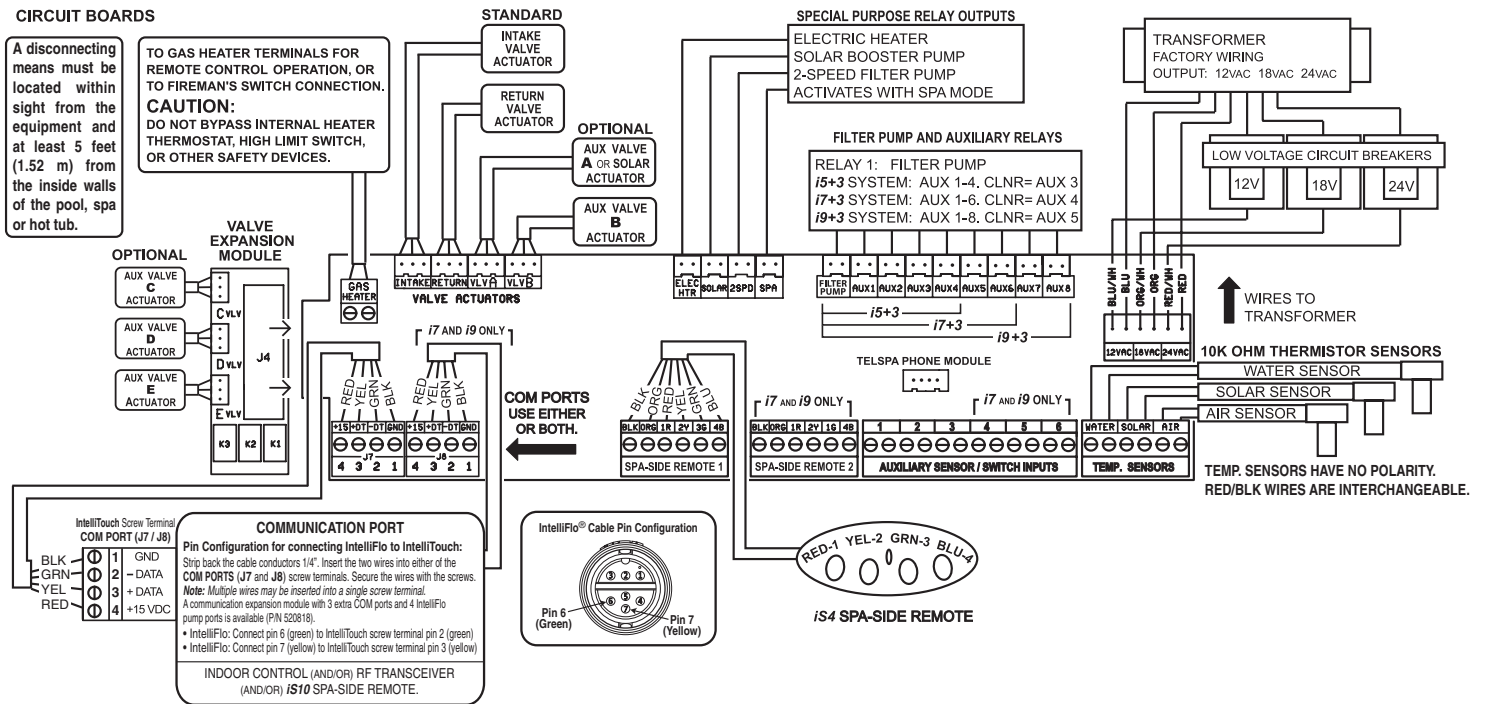 CIRCUIT BOARDS
A disconnecting
means must be
located within
sight from the
equipment and
at least 5 feet
(1.52 m) from
the inside walls
of the pool, spa
or hot tub.
TO GAS HEATER TERMINALS FOR
REMOTE CONTROL OPERATION, OR
TO FIREMAN'S SWITCH CONNECTION.
CAUTION:
DO NOT BYPASS INTERNAL HEATER
THERMOSTAT, HIGH LIMIT SWITCH,
OR OTHER SAFETY DEVICES.
STANDARD
INTAKE
VALVE
ACTUATOR
RETURN
VALVE
ACTUATOR
OPTIONAL
AUX VALVE
A OR SOLAR
ACTUATOR
AUX VALVE
B
ACTUATOR
SPECIAL PURPOSE RELAY OUTPUTS
ELECTRIC HEATER
SOLAR BOOSTER PUMP
2-SPEED FILTER PUMP
ACTIVATES WITH SPA MODE
FILTER PUMP AND AUXILIARY RELAYS
RELAY 1: FILTER PUMP
i5+3 SYSTEM: AUX 1-4. CLNR= AUX 3
i7+3 SYSTEM: AUX 1-6. CLNR= AUX 4
i9+3 SYSTEM: AUX 1-8. CLNR= AUX 5
TRANSFORMER
FACTORY WIRING
OUTPUT: 12VAC 18VAC 24VAC
LOW VOLTAGE CIRCUIT BREAKERS
12V 18V 24V
VALVE
EXPANSION
MODULE
OPTIONAL
AUX VALVE
C
ACTUATOR
AUX VALVE
D
ACTUATOR
AUX VALVE
E
ACTUATOR
C VLV
D VLV
E VLV
J4
K3 K2 K1
GAS
HEATER
INTAKE RETURN VLVA VLVB
VALVE ACTUATORS
ELEC
HTR SOLAR 2SPD SPA
FILTER
PUMP AUX1 AUX2 AUX3 AUX4 AUX5 AUX6 AUX7 AUX8
i5+3
i7+3
i9+3
BLU/WH BLU ORG/WH ORG RED/WH RED
12VAC 18VAC 24VAC
WIRES TO
TRANSFORMER
TELSPA PHONE MODULE
10K OHM THERMISTOR SENSORS
WATER SENSOR
SOLAR SENSOR
AIR SENSOR
TEMP. SENSORS HAVE NO POLARITY.
RED/BLK WIRES ARE INTERCHANGEABLE.
i7 AND i9 ONLY
RED YEL GRN BLK
RED YEL GRN BLK
+15 +DT -DT GND
+15 +DT -DT GND
J7
4 3 2 1
J8
4 3 2 1
COM PORTS
USE EITHER
OR BOTH.
BLK ORG RED YEL GRN BLU
BLK ORG 1R 2Y 3G 4B
SPA-SIDE REMOTE 1
i7 AND i9 ONLY
BLK ORG 1R 2Y 1G 4B
SPA-SIDE REMOTE 2
i7 AND i9 ONLY
1 2 3 4 5 6
AUXILIARY SENSOR / SWITCH INPUTS
WATER SOLAR AIR
TEMP. SENSORS
IntelliTouch Screw Terminal
COM PORT (J7 / J8)
BLK 1 GND
GRN 2 – DATA
YEL 3 + DATA
RED 4 +15 VDC
COMMUNICATION PORT
Pin Configuration for connecting IntelliFlo to IntelliTouch:
Strip back the cable conductors 1/4". Insert the two wires into either of the
COM PORTS (J7 and J8) screw terminals. Secure the wires with the screws.
Note: Multiple wires may be inserted into a single screw terminal.
A communication expansion module with 3 extra COM ports and 4 IntelliFlo
pump ports is available (P/N 520818).
• IntelliFlo: Connect pin 6 (green) to IntelliTouch screw terminal pin 2 (green)
• IntelliFlo: Connect pin 7 (yellow) to IntelliTouch screw terminal pin 3 (yellow)
INDOOR CONTROL (AND/OR) RF TRANSCEIVER
(AND/OR) iS10 SPA-SIDE REMOTE.
IntelliFlo® Cable Pin Configuration
3 2 1
6 5 4
7
Pin 6
(Green)
Pin 7
(Yellow)
RED-1 YEL-2 GRN-3 BLU-4
iS4 SPA-SIDE REMOTE